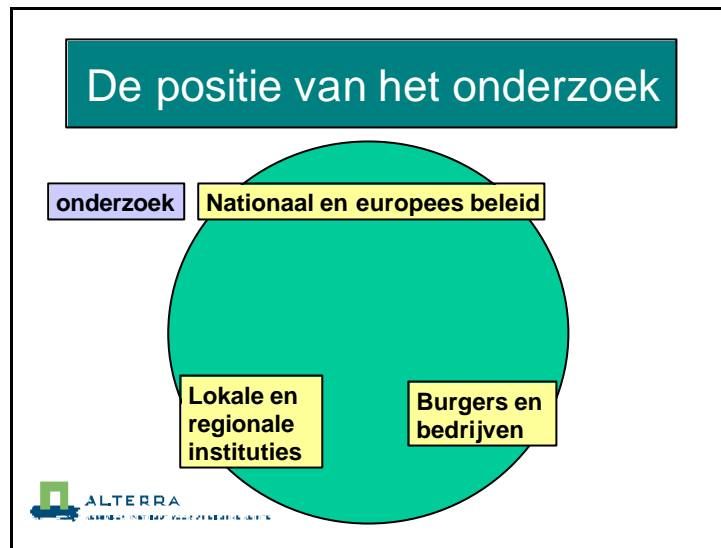 De positie van het onderzoek
onderzoek
Nationaal en europees beleid
Lokale en
regionale
instituties
Burgers en
bedrijven
ALTERRA